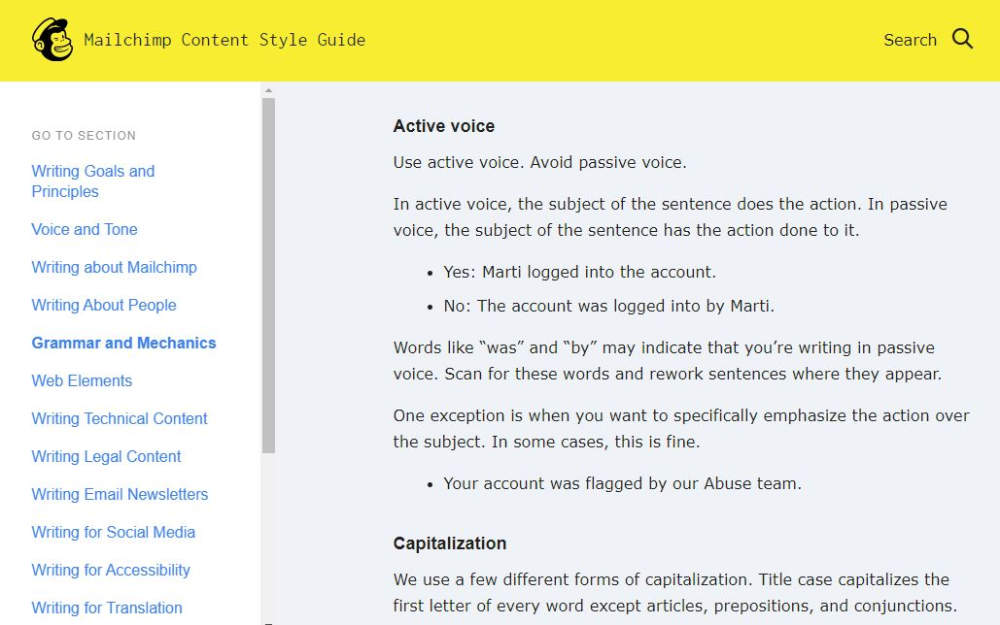 Mailchimp Content Style Guide
Search
GO TO SECTION
Writing Goals and
Principles
Voice and Tone
Writing about Mailchimp
Writing About People
Grammar and Mechanics
Web Elements
Writing Technical Content
Writing Legal Content
Writing Email Newsletters
Writing for Social Media
Writing for Accessibility
Writing for Translation
Active voice
Use active voice. Avoid passive voice.
In active voice, the subject of the sentence does the action. In passive
voice, the subject of the sentence has the action done to it.
• Yes: Marti logged into the account.
• No: The account was logged into by Marti.
Words like “was” and “by” may indicate that you’re writing in passive
voice. Scan for these words and rework sentences where they appear.
One exception is when you want to specifically emphasize the action over
the subject. In some cases, this is fine.
• Your account was flagged by our Abuse team.
Capitalization
We use a few different forms of capitalization. Title case capitalizes the
first letter of every word except articles, prepositions, and conjunctions.